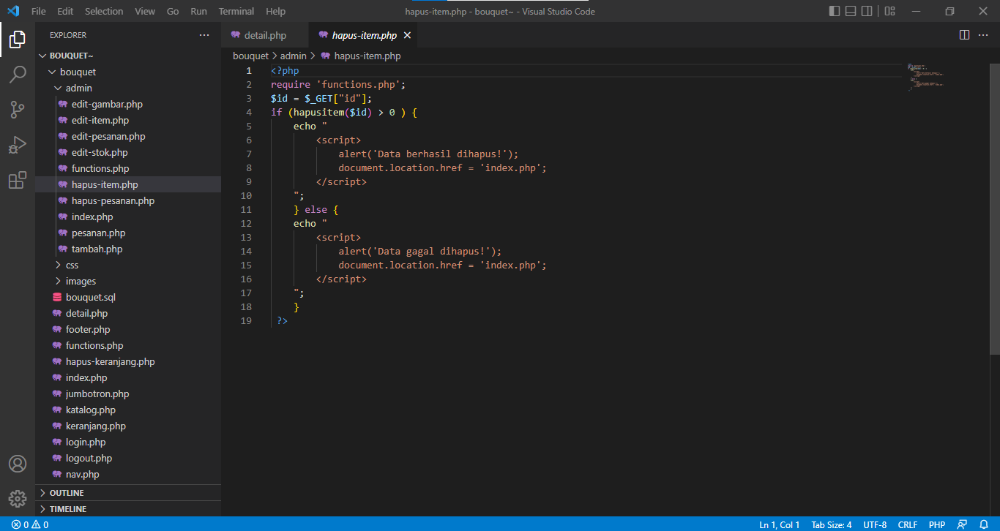 File Edit Selection View Go Run Terminal Help
hapus-item.php - bouquet~ - Visual Studio Code
EXPLORER
BOUQUET~
bouquet
admin
edit-gambar.php
edit-item.php
edit-pesanan.php
edit-stok.php
functions.php
hapus-item.php
hapus-pesanan.php
index.php
pesanan.php
tambah.php
css
images
bouquet.sql
detail.php
footer.php
functions.php
hapus-keranjang.php
index.php
jumbotron.php
katalog.php
keranjang.php
login.php
logout.php
nav.php
OUTLINE
TIMELINE
detail.php hapus-item.php
bouquet > admin > hapus-item.php
1 <?php
2 require 'functions.php';
3 $id = $_GET["id"];
4 if (hapusitem($id) > 0 ) {
5     echo "
6         <script>
7             alert('Data berhasil dihapus!');
8             document.location.href = 'index.php';
9         </script>
10     ";
11     } else {
12     echo "
13         <script>
14             alert('Data gagal dihapus!');
15             document.location.href = 'index.php';
16         </script>
17     ";
18     }
19  ?>
0 0 Ln 1, Col 1 Tab Size: 4 UTF-8 CRLF PHP